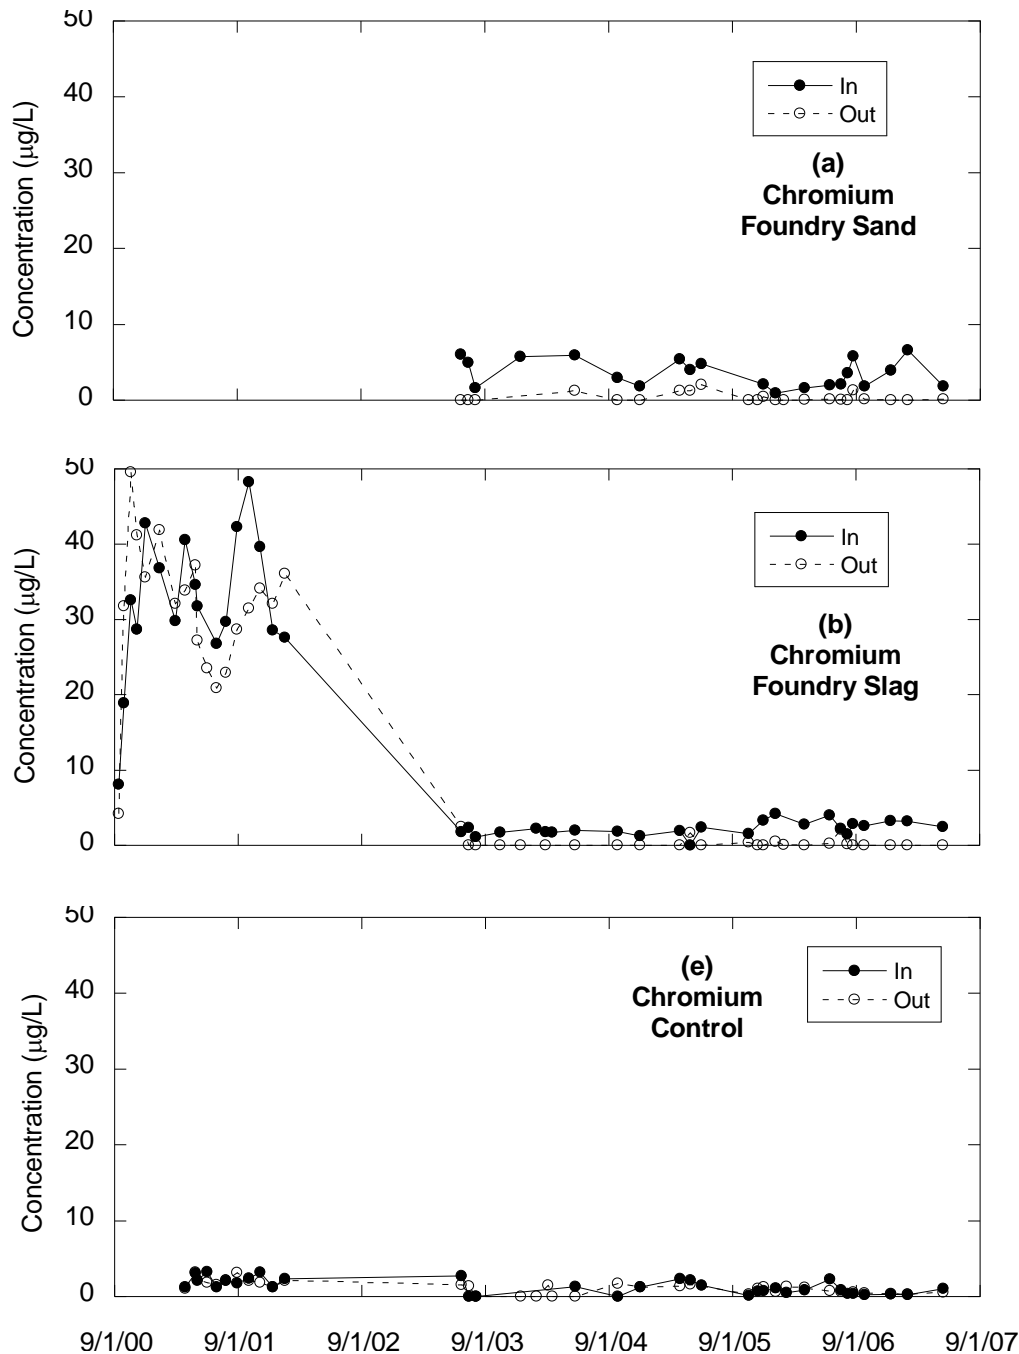 50
40
30
20
10
0
Concentration (μg/L)
In
Out
(a)
Chromium
Foundry Sand
50
40
30
20
10
0
Concentration (μg/L)
In
Out
(b)
Chromium
Foundry Slag
50
40
30
20
10
0
Concentration (μg/L)
(e)
Chromium
Control
In
Out
9/1/00 9/1/01 9/1/02 9/1/03 9/1/04 9/1/05 9/1/06 9/1/07